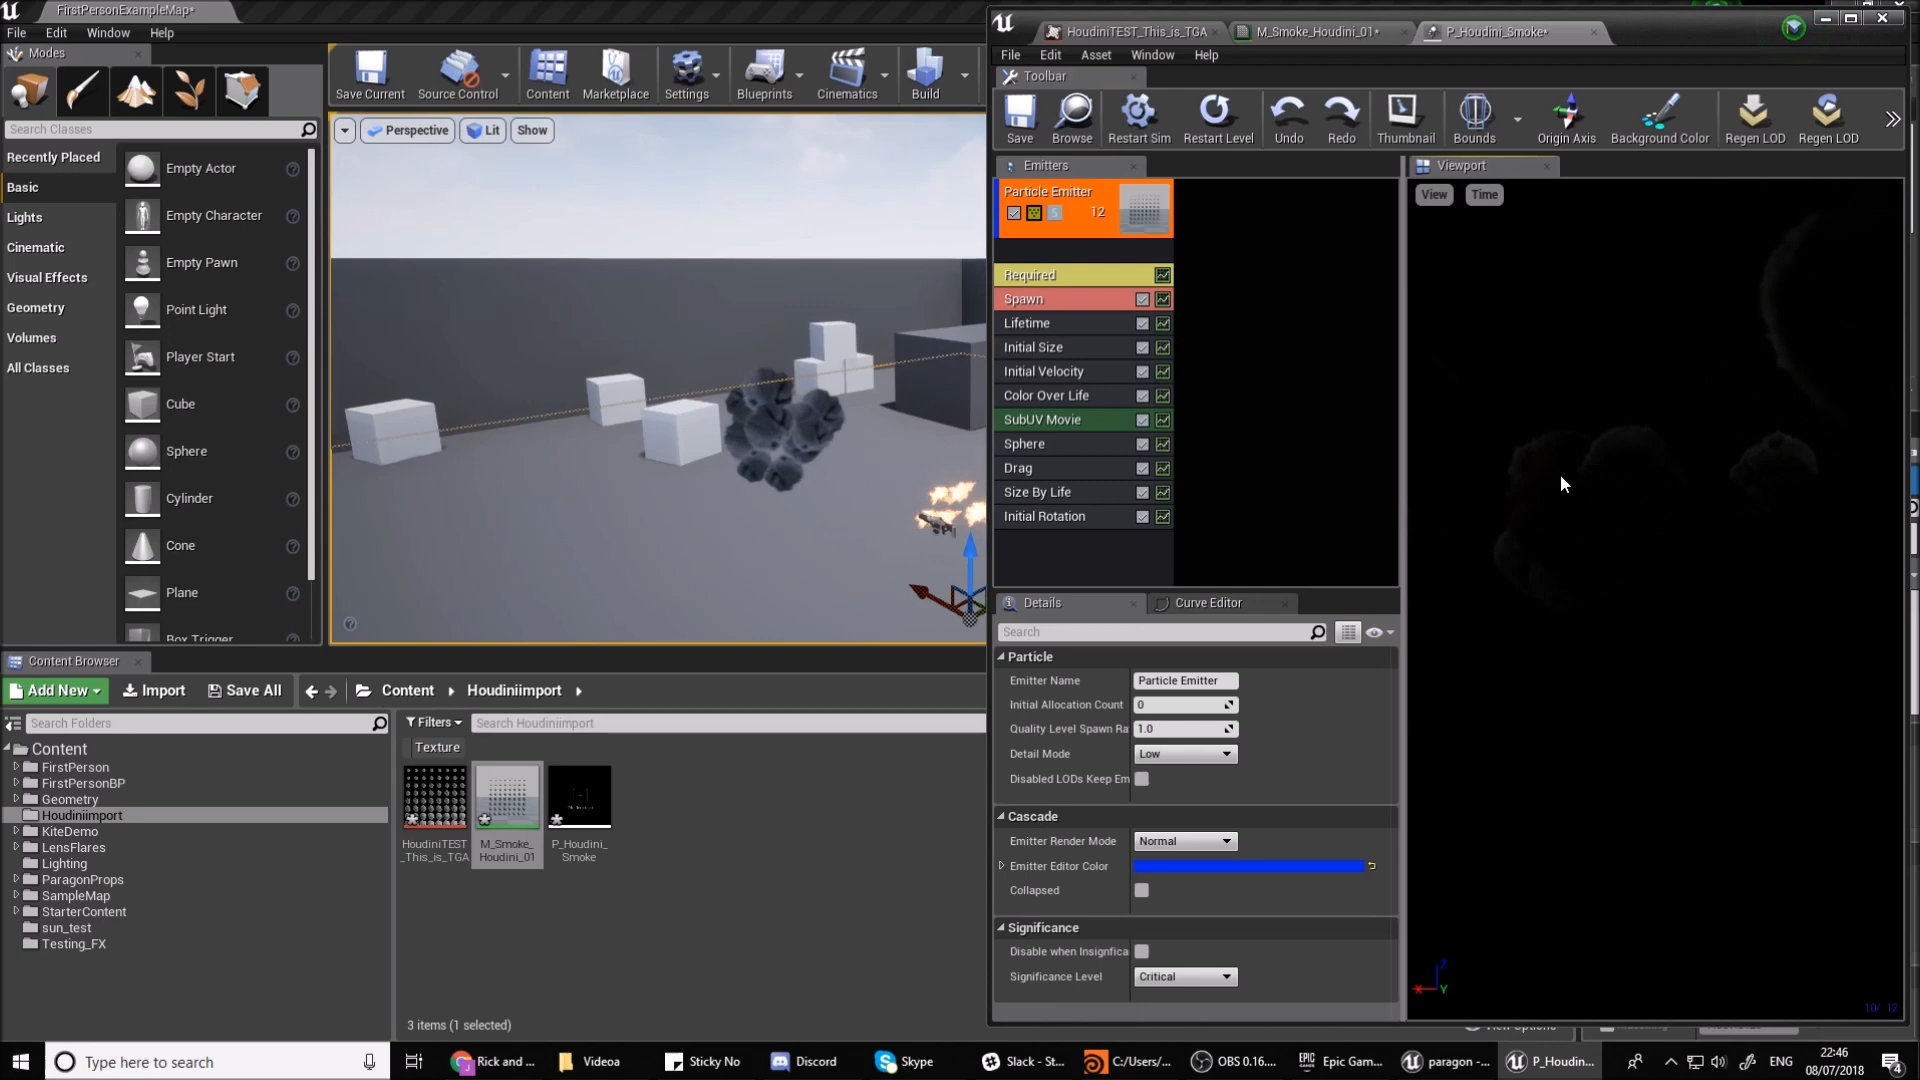 FirstPersonExampleMap*
File Edit Window Help
Modes
Search Classes
Recently Placed
Basic
Lights
Cinematic
Visual Effects
Geometry
Volumes
All Classes
Empty Actor
Empty Character
Empty Pawn
Point Light
Player Start
Cube
Sphere
Cylinder
Cone
Plane
Box Trigger
Save Current Source Control Content Marketplace Settings Blueprints Cinematics Build
Perspective Lit Show
Content Browser
Add New Import Save All Content Houdiniimport
Search Folders
Filters Search Houdiniimport
Texture
Content
FirstPerson
FirstPersonBP
Geometry
Houdiniimport
KiteDemo
LensFlares
Lighting
ParagonProps
SampleMap
StarterContent
sun_test
Testing_FX
HoudiniTEST
_This_is_TGA
M_Smoke_
Houdini_01
P_Houdini_
Smoke
3 items (1 selected)
HoudiniTEST_This_is_TGA M_Smoke_Houdini_01* P_Houdini_Smoke*
File Edit Asset Window Help
Toolbar
Save Browse Restart Sim Restart Level Undo Redo Thumbnail Bounds Origin Axis Background Color Regen LOD Regen LOD
Emitters
Particle Emitter
S 12
Required
Spawn
Lifetime
Initial Size
Initial Velocity
Color Over Life
SubUV Movie
Sphere
Drag
Size By Life
Initial Rotation
Viewport
View Time
X Y Z
10/ 12
Details Curve Editor
Search
Particle
Emitter Name Particle Emitter
Initial Allocation Count 0
Quality Level Spawn Ra 1.0
Detail Mode Low
Disabled LODs Keep Em
Cascade
Emitter Render Mode Normal
Emitter Editor Color
Collapsed
Significance
Disable when Insignfica
Significance Level Critical
View Options
Type here to search
Rick and ... Videoa Sticky No Discord Skype Slack - St... C:/Users/... OBS 0.16.... Epic Gam... paragon -... P_Houdin...
ENG
22:46
08/07/2018
4